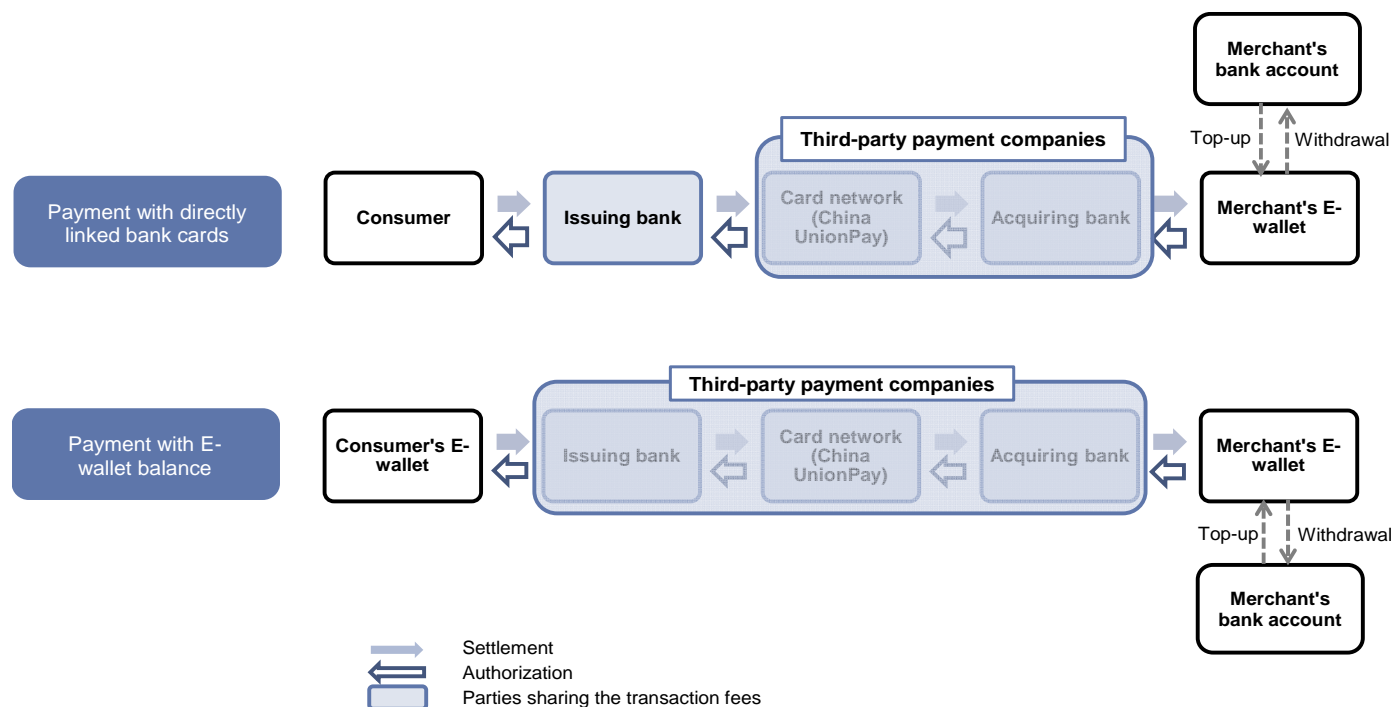 Merchant's
bank account
Top-up
Withdrawal
Third-party payment companies
Payment with directly
linked bank cards
Consumer
Issuing bank
Card network
(China
UnionPay)
Acquiring bank
Merchant's E-
wallet
Third-party payment companies
Payment with E-
wallet balance
Consumer's E-
wallet
Issuing bank
Card network
(China
UnionPay)
Acquiring bank
Merchant's E-
wallet
Top-up
Withdrawal
Merchant's
bank account
Settlement
Authorization
Parties sharing the transaction fees